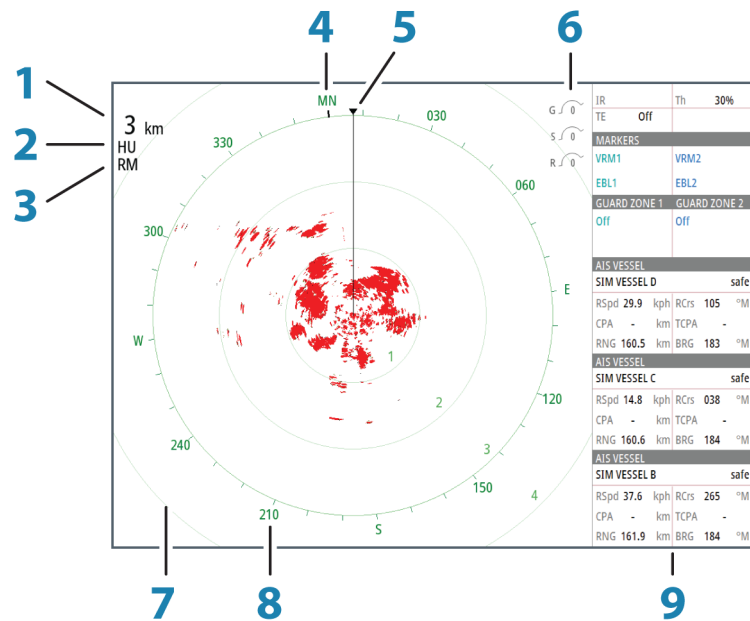 4 5 6
1
2
3
3 km
HU
RM
MN
030
060
E
120
150
S
210
240
W
300
330
1
2
3
4
G 0
S 0
R 0
IR Th 30%
TE Off
MARKERS
VRM1 VRM2
EBL1 EBL2
GUARD ZONE 1 GUARD ZONE 2
Off Off
AIS VESSEL
SIM VESSEL D safe
RSpd 29.9 kph RCrs 105 °M
CPA - km TCPA -
RNG 160.5 km BRG 183 °M
AIS VESSEL
SIM VESSEL C safe
RSpd 14.8 kph RCrs 038 °M
CPA - km TCPA -
RNG 160.6 km BRG 184 °M
AIS VESSEL
SIM VESSEL B safe
RSpd 37.6 kph RCrs 265 °M
CPA - km TCPA -
RNG 161.9 km BRG 184 °M
7 8 9